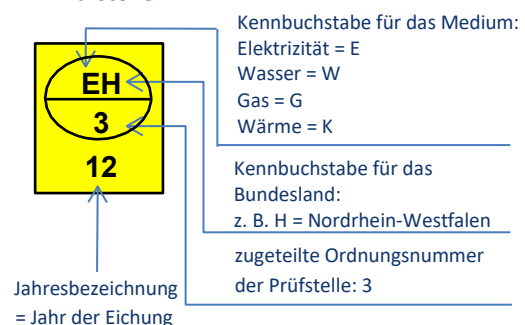 EH
3
12
Kennbuchstabe für das Medium:
Elektrizität = E
Wasser = W
Gas = G
Wärme = K
Kennbuchstabe für das
Bundesland:
z. B. H = Nordrhein-Westfalen
zugeteilte Ordnungsnummer
der Prüfstelle: 3
Jahresbezeichnung
= Jahr der Eichung